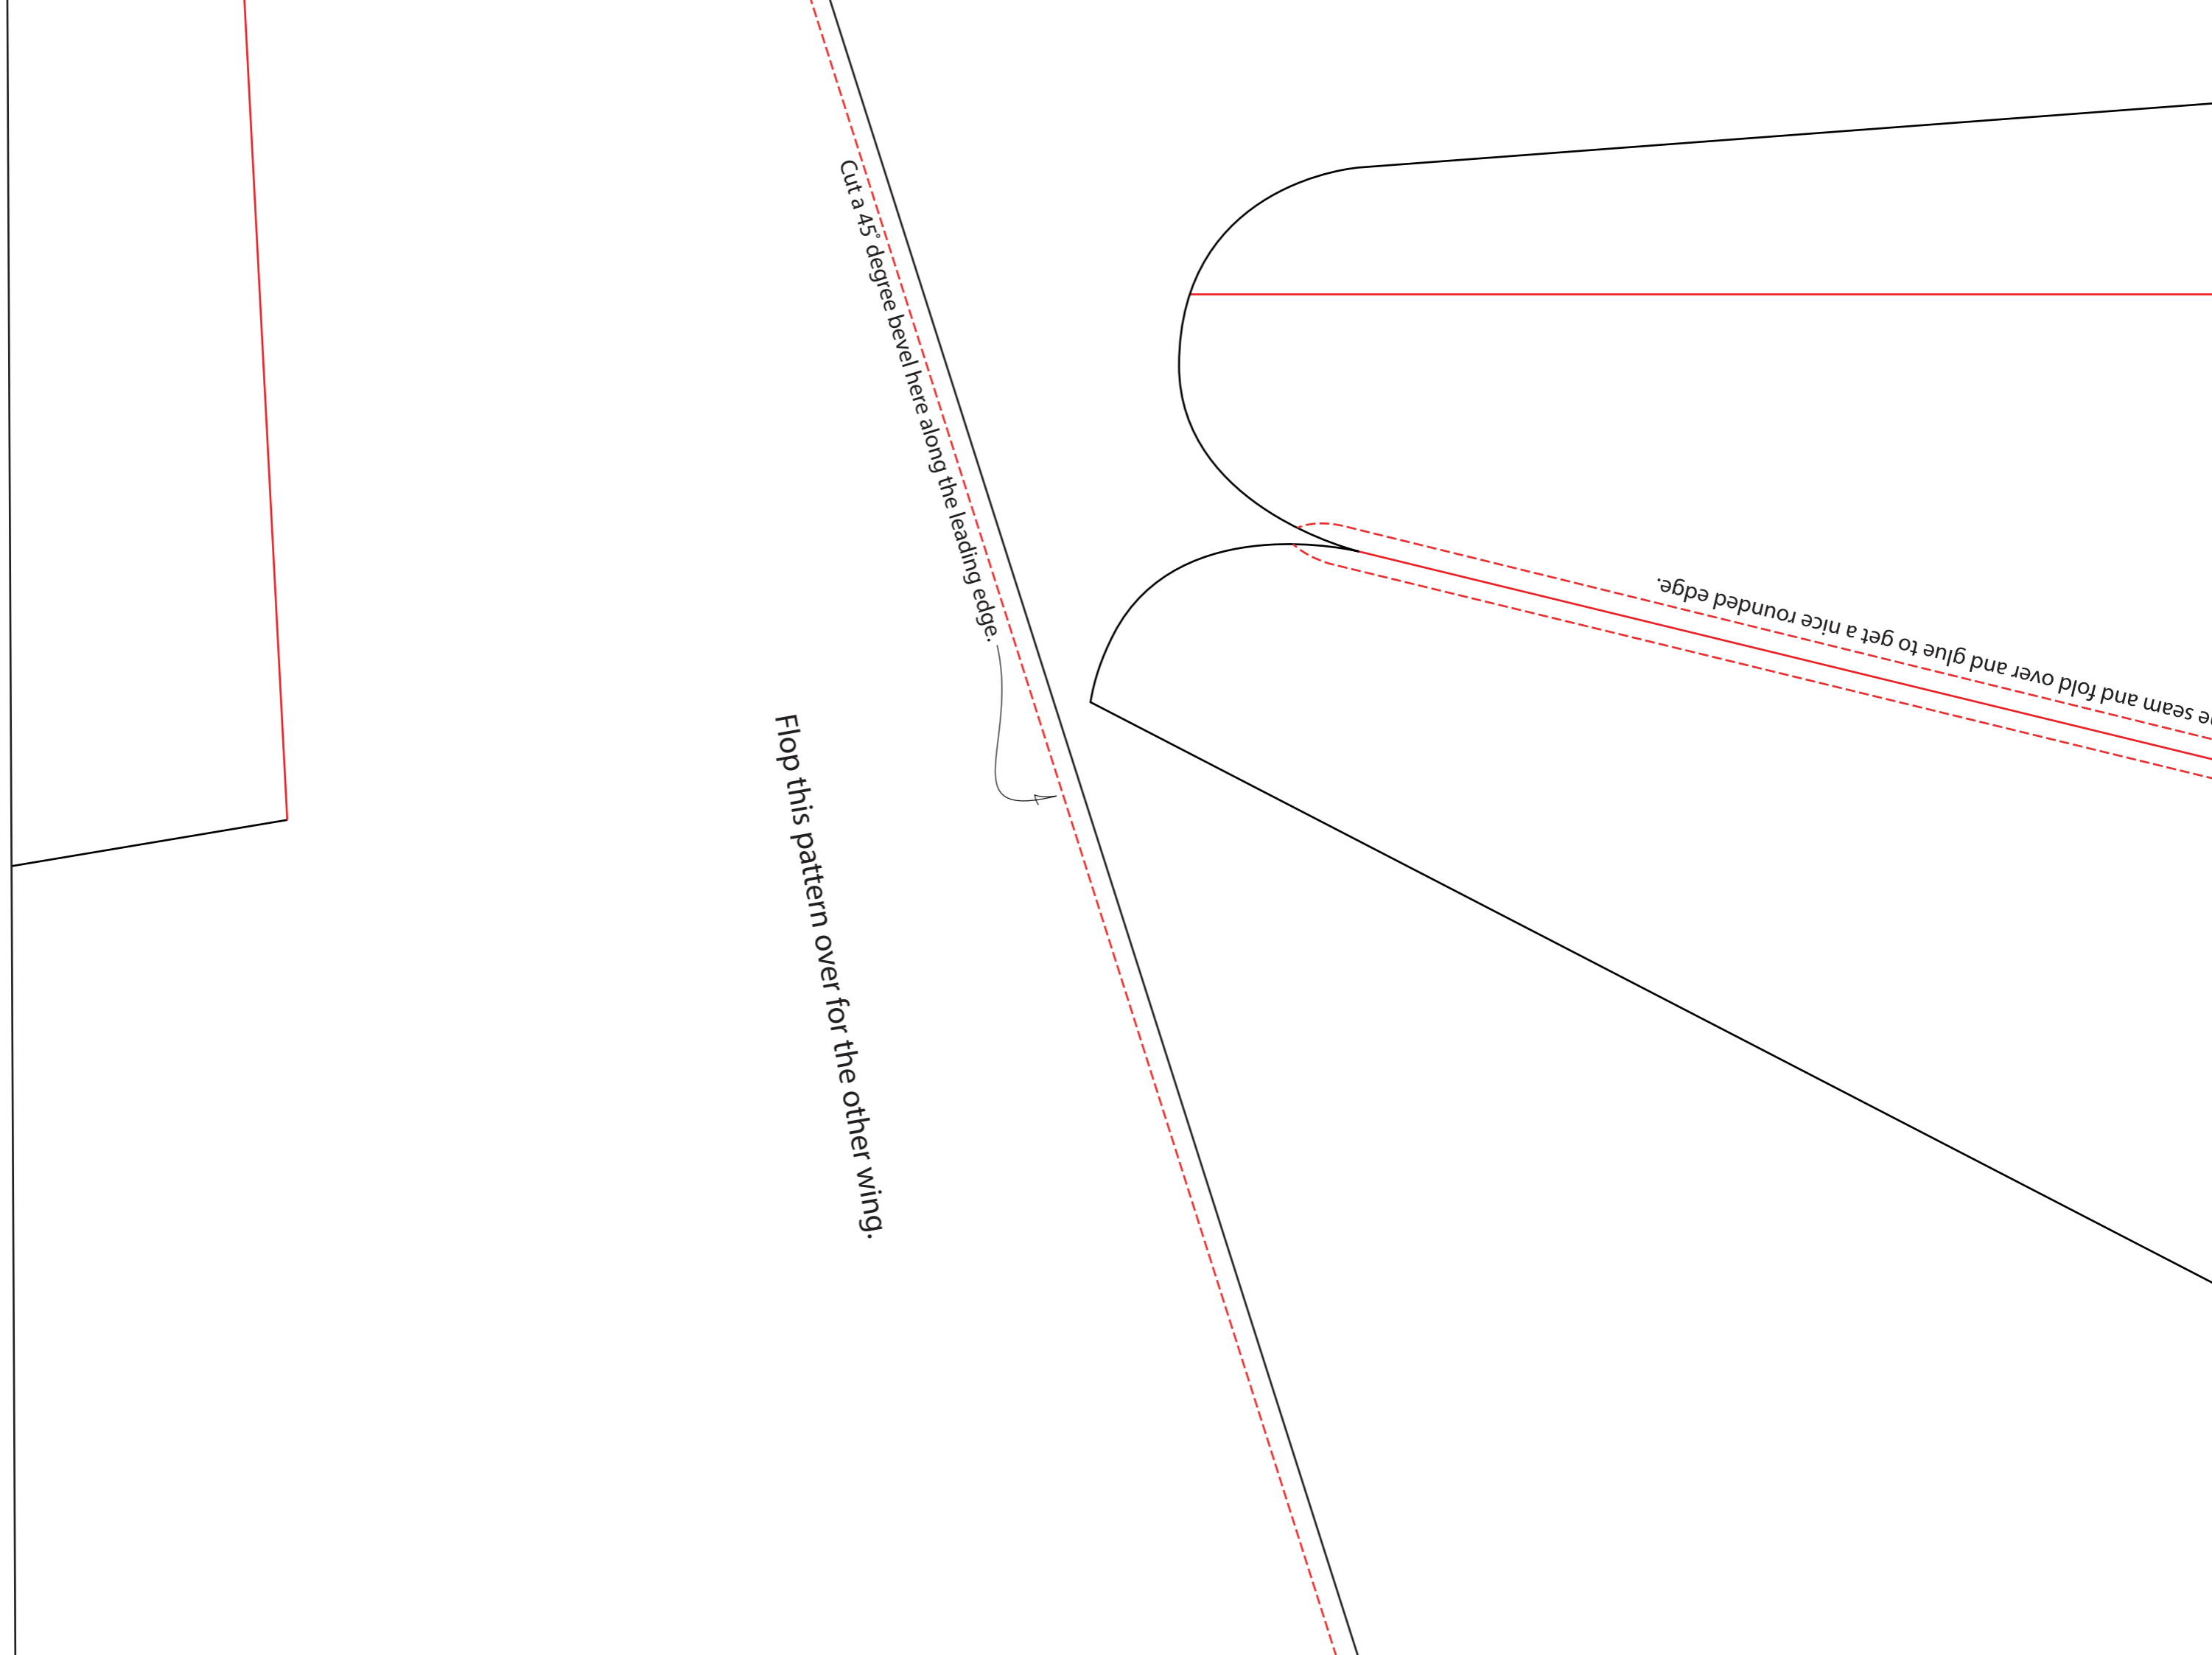 Cut a 45° degree bevel here along the leading edge.
Flop this pattern over for the other wing.
seam and fold over and glue to get a nice rounded edge.